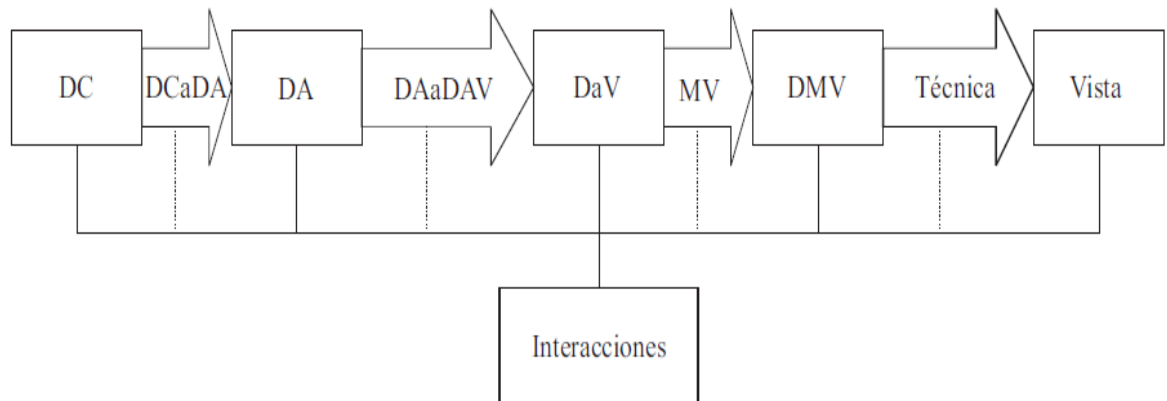 DC
DCaDA
DA
DAaDAV
DaV
MV
DMV
Técnica
Vista
Interacciones